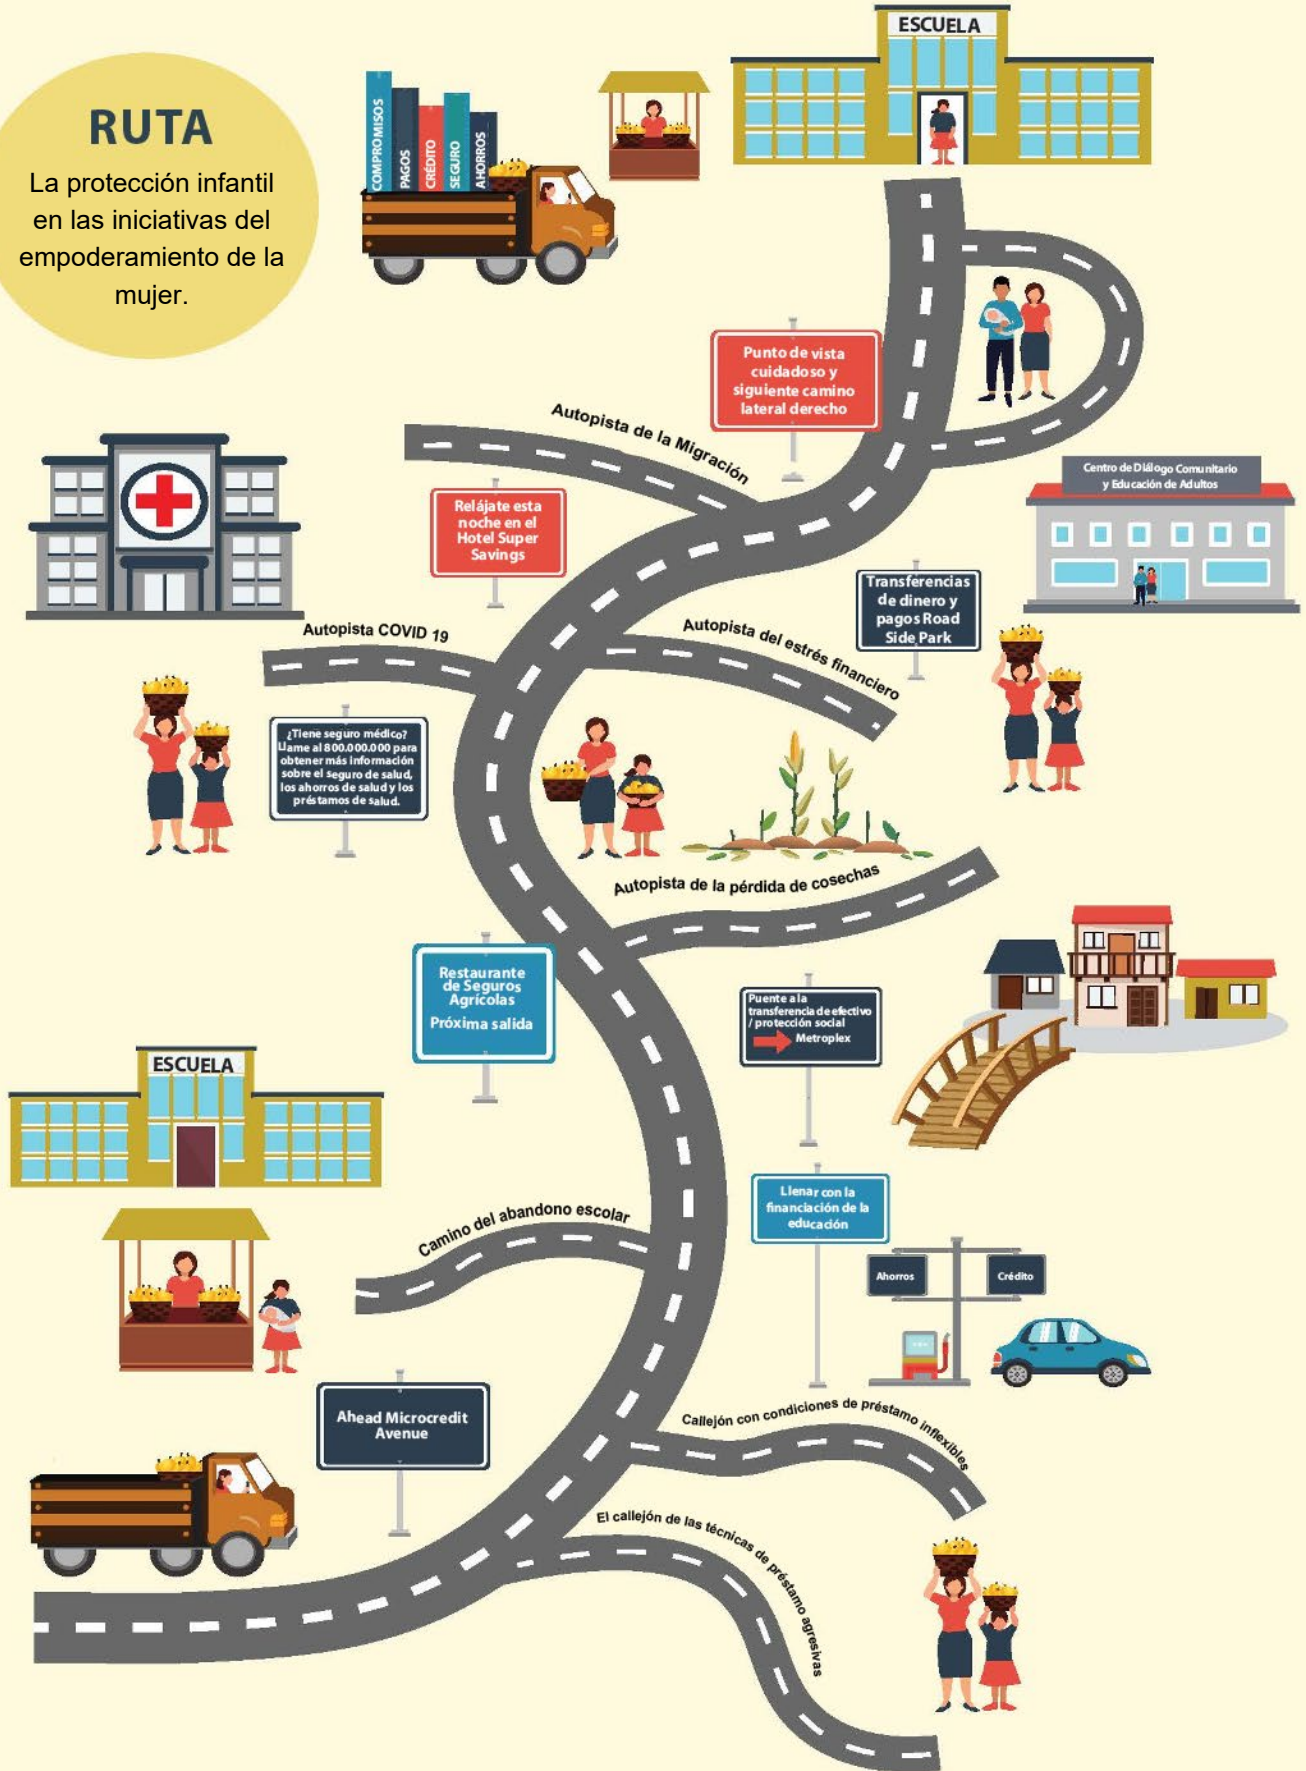 ESCUELA
RUTA
La protección infantil
en las iniciativas del
empoderamiento de la
mujer.
COMPROMISOS
PAGOS
CRÉDITO
SEGURO
AHORROS
Punto de vista
cuidadoso y
siguiente camino
lateral derecho
Autopista de la Migración
Centro de Diálogo Comunitario
y Educación de Adultos
Relájate esta
noche en el
Hotel Super
Savings
Transferencias
de dinero y
pagos Road
Side Park
Autopista COVID 19
Autopista del estrés financiero
¿Tiene seguro médico?
Llame al 800.000.000 para
obtener más información
sobre el seguro de salud,
los ahorros de salud y los
préstamos de salud.
Autopista de la pérdida de cosechas
Restaurante
de Seguros
Agrícolas
Próxima salida
Puente a la
transferencia de efectivo
/ protección social
Metroplex
ESCUELA
Llenar con la
financiación de la
educación
Camino del abandono escolar
Ahorros
Crédito
Ahead Microcredit
Avenue
Callejón con condiciones de préstamo inflexibles
El callejón de las técnicas de préstamo agresivas